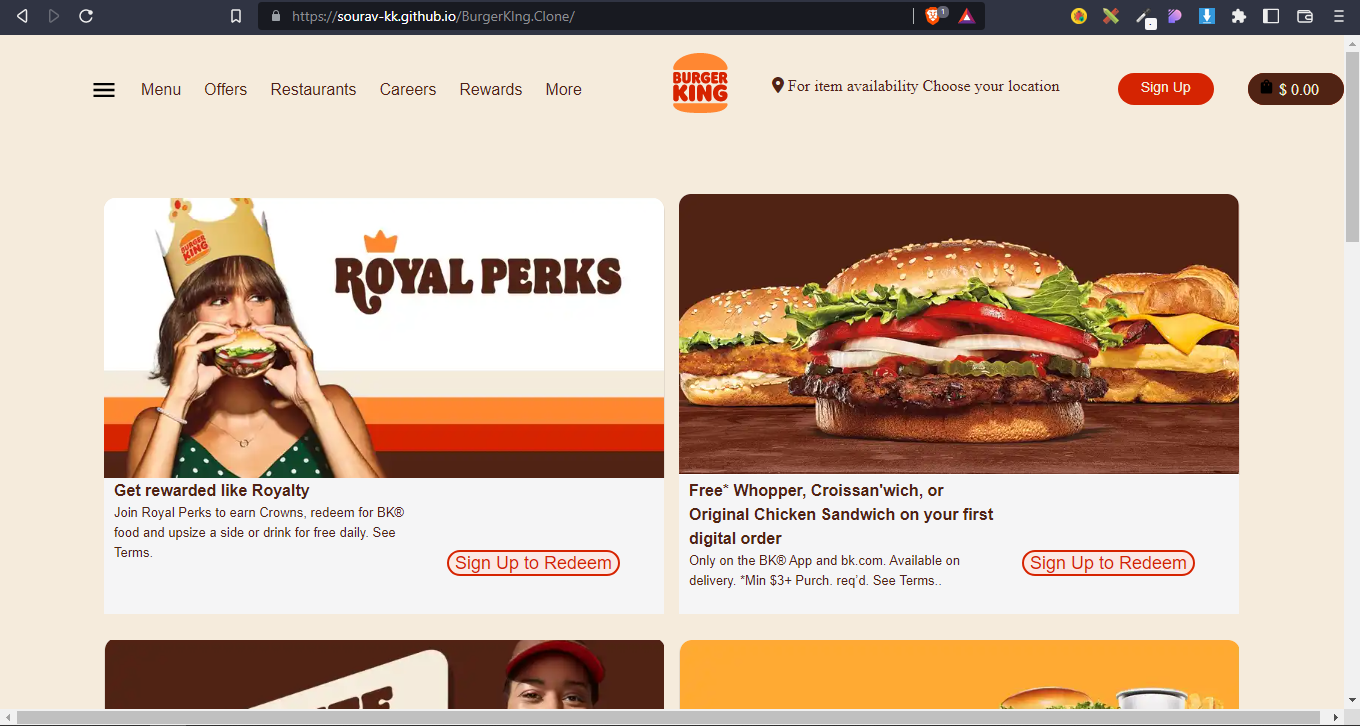 https://sourav-kk.github.io/BurgerKIng.Clone/
1
Menu Offers Restaurants Careers Rewards More
BURGER
KING
For item availability Choose your location
Sign Up
$ 0.00
BURGER
KING
ROYAL PERKS
Get rewarded like Royalty
Join Royal Perks to earn Crowns, redeem for BK®
food and upsize a side or drink for free daily. See
Terms.
Sign Up to Redeem
Free* Whopper, Croissan'wich, or
Original Chicken Sandwich on your first
digital order
Only on the BK® App and bk.com. Available on
delivery. *Min $3+ Purch. req’d. See Terms..
Sign Up to Redeem